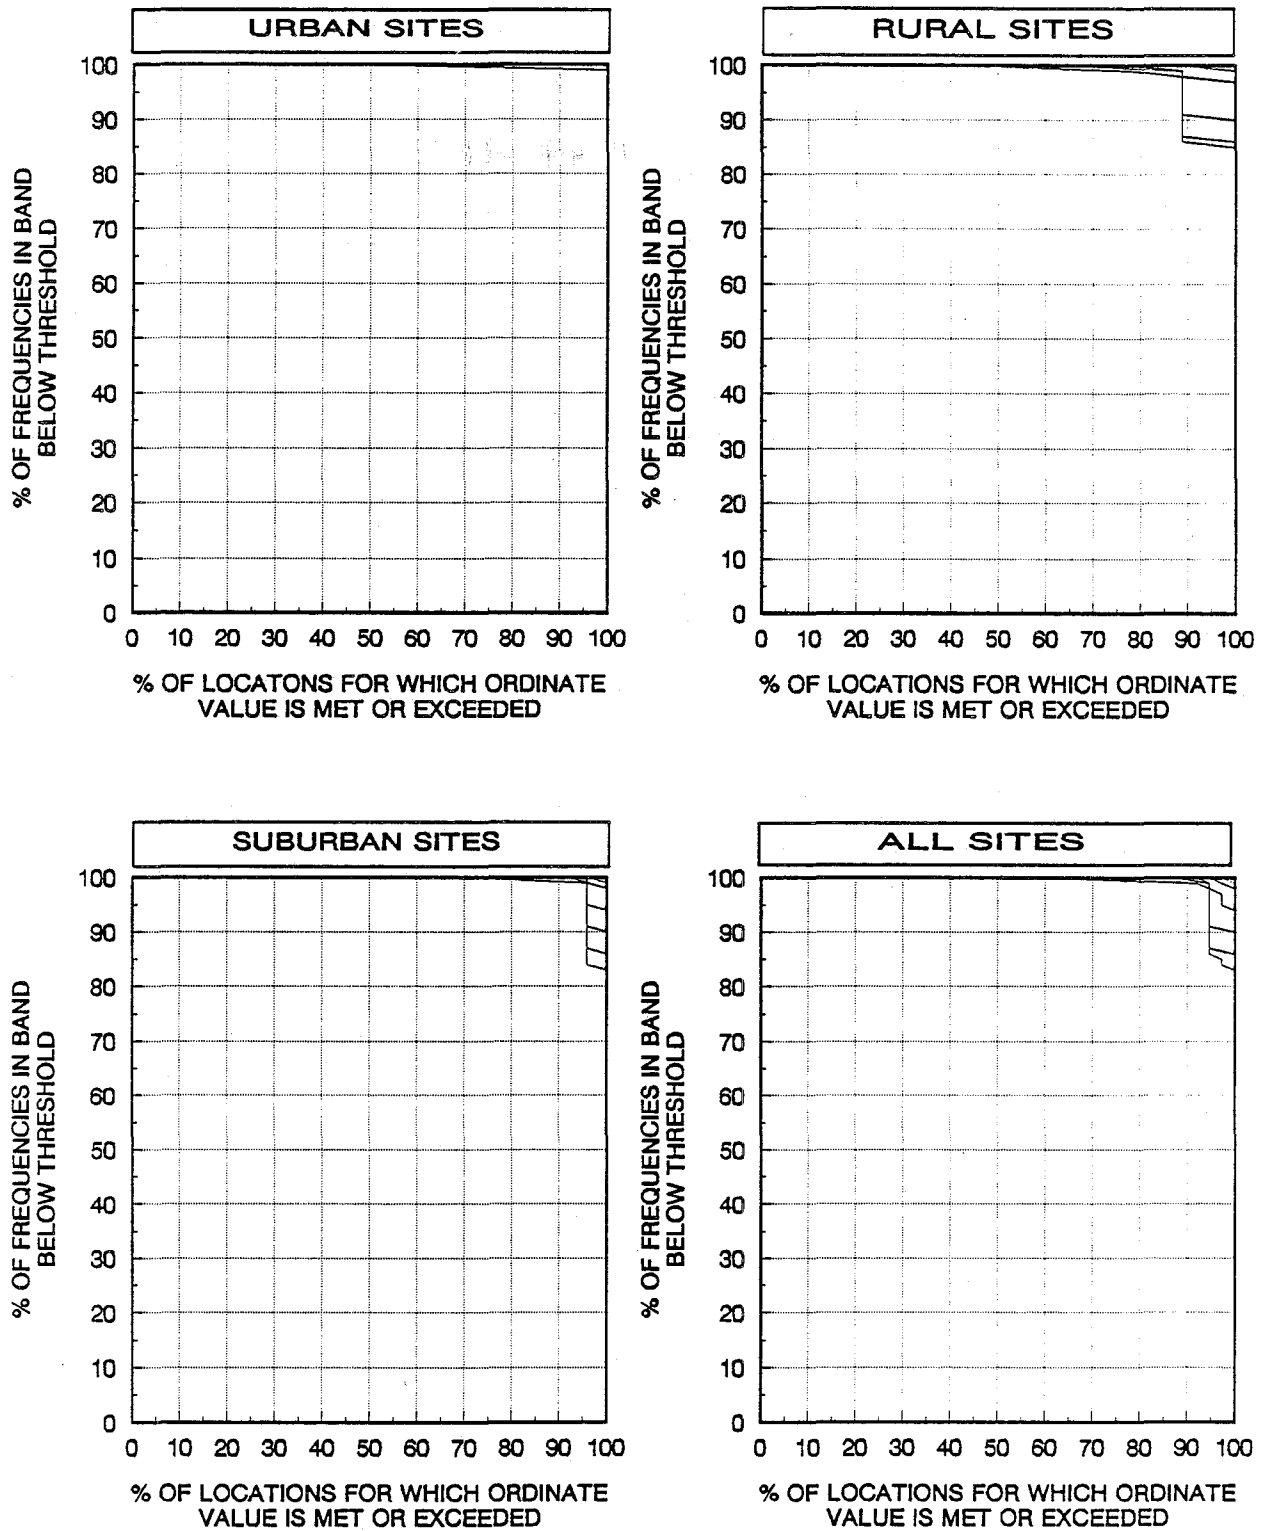 URBAN SITES
% OF FREQUENCIES IN BAND
BELOW THRESHOLD
100
90
80
70
60
50
40
30
20
10
0
0 10 20 30 40 50 60 70 80 90 100
% OF LOCATONS FOR WHICH ORDINATE
VALUE IS MET OR EXCEEDED
RURAL SITES
% OF FREQUENCIES IN BAND
BELOW THRESHOLD
100
90
80
70
60
50
40
30
20
10
0
0 10 20 30 40 50 60 70 80 90 100
% OF LOCATIONS FOR WHICH ORDINATE
VALUE IS MET OR EXCEEDED
SUBURBAN SITES
% OF FREQUENCIES IN BAND
BELOW THRESHOLD
100
90
80
70
60
50
40
30
20
10
0
0 10 20 30 40 50 60 70 80 90 100
% OF LOCATIONS FOR WHICH ORDINATE
VALUE IS MET OR EXCEEDED
ALL SITES
% OF FREQUENCIES IN BAND
BELOW THRESHOLD
100
90
80
70
60
50
40
30
20
10
0
0 10 20 30 40 50 60 70 80 90 100
% OF LOCATIONS FOR WHICH ORDINATE
VALUE IS MET OR EXCEEDED